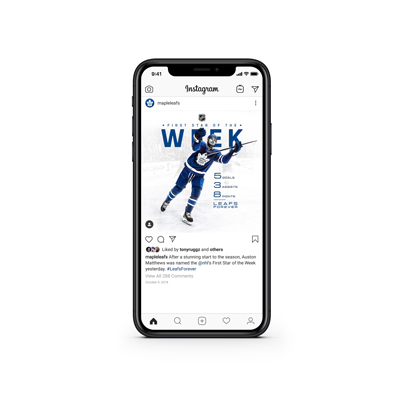 9:41
Instagram
mapleleafs
NHL
• FIRST STAR OF THE •
WEEK
5 GOALS
3 ASSISTS
8 POINTS
LEAFS
FOREVER
Liked by tonyruggz and others
mapleleafs After a stunning start to the season, Auston
Matthews was named the @nhl's First Star of the Week
yesterday. #LeafsForever
View All 288 Comments
October 9, 2018